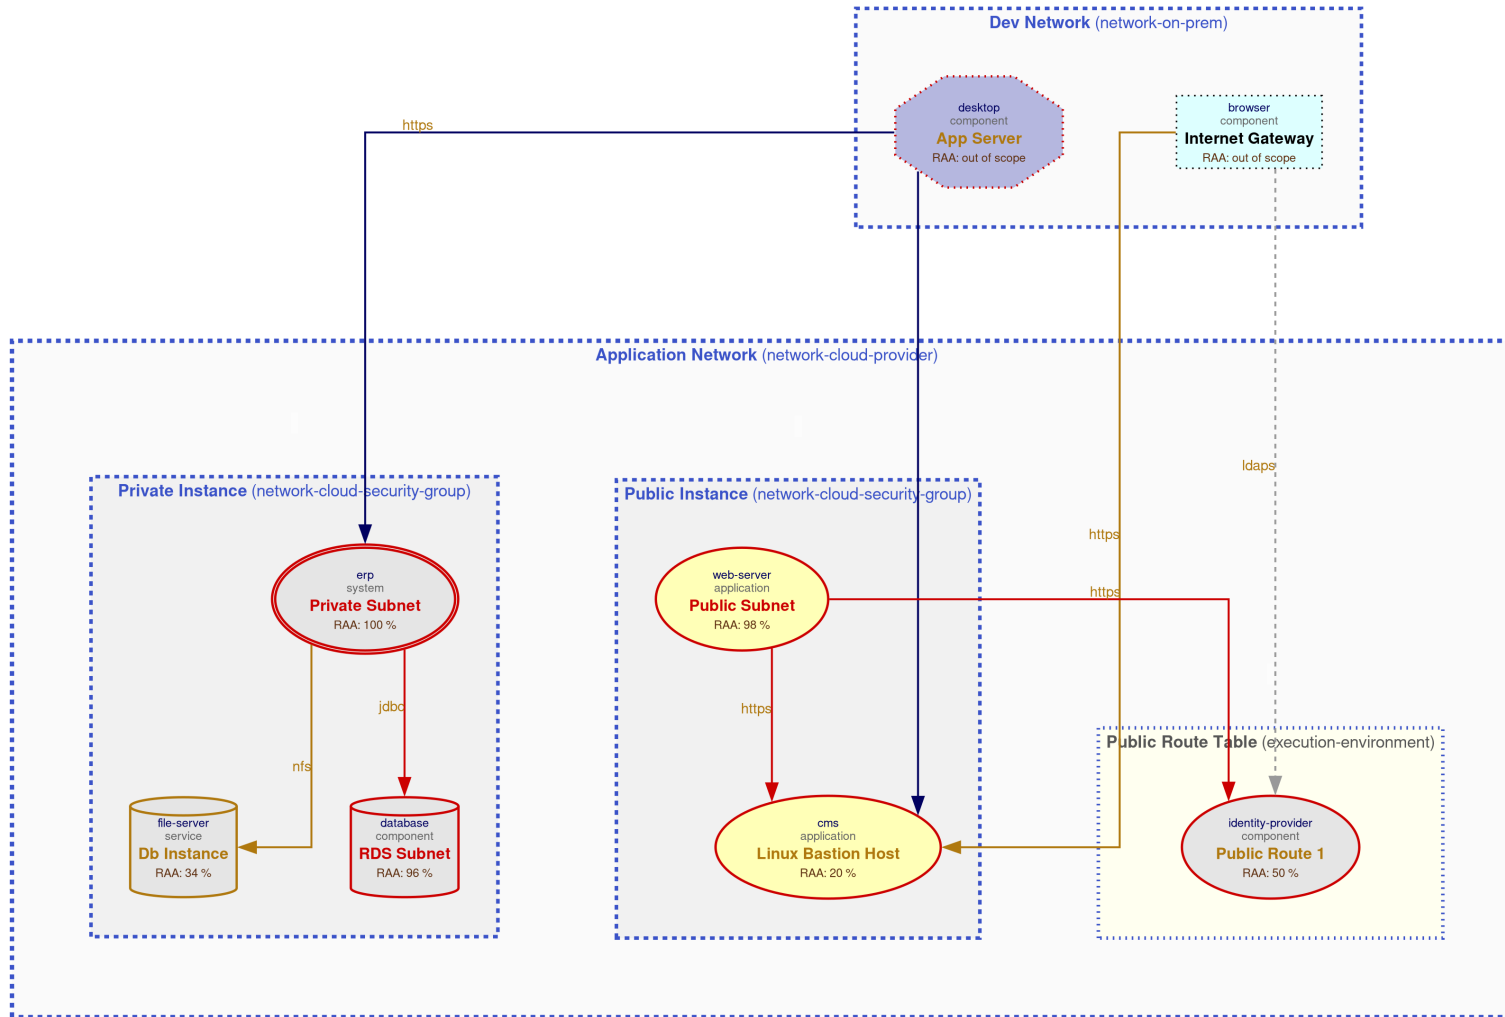 Dev Network (network-on-prem)
desktop
component
App Server
RAA: out of scope
browser
component
Internet Gateway
RAA: out of scope
https
Application Network (network-cloud-provider)
ldaps
Private Instance (network-cloud-security-group)
Public Instance (network-cloud-security-group)
https
erp
system
Private Subnet
RAA: 100 %
web-server
application
Public Subnet
RAA: 98 %
https
jdbc
https
nfs
Public Route Table (execution-environment)
file-server
service
Db Instance
RAA: 34 %
database
component
RDS Subnet
RAA: 96 %
cms
application
Linux Bastion Host
RAA: 20 %
identity-provider
component
Public Route 1
RAA: 50 %